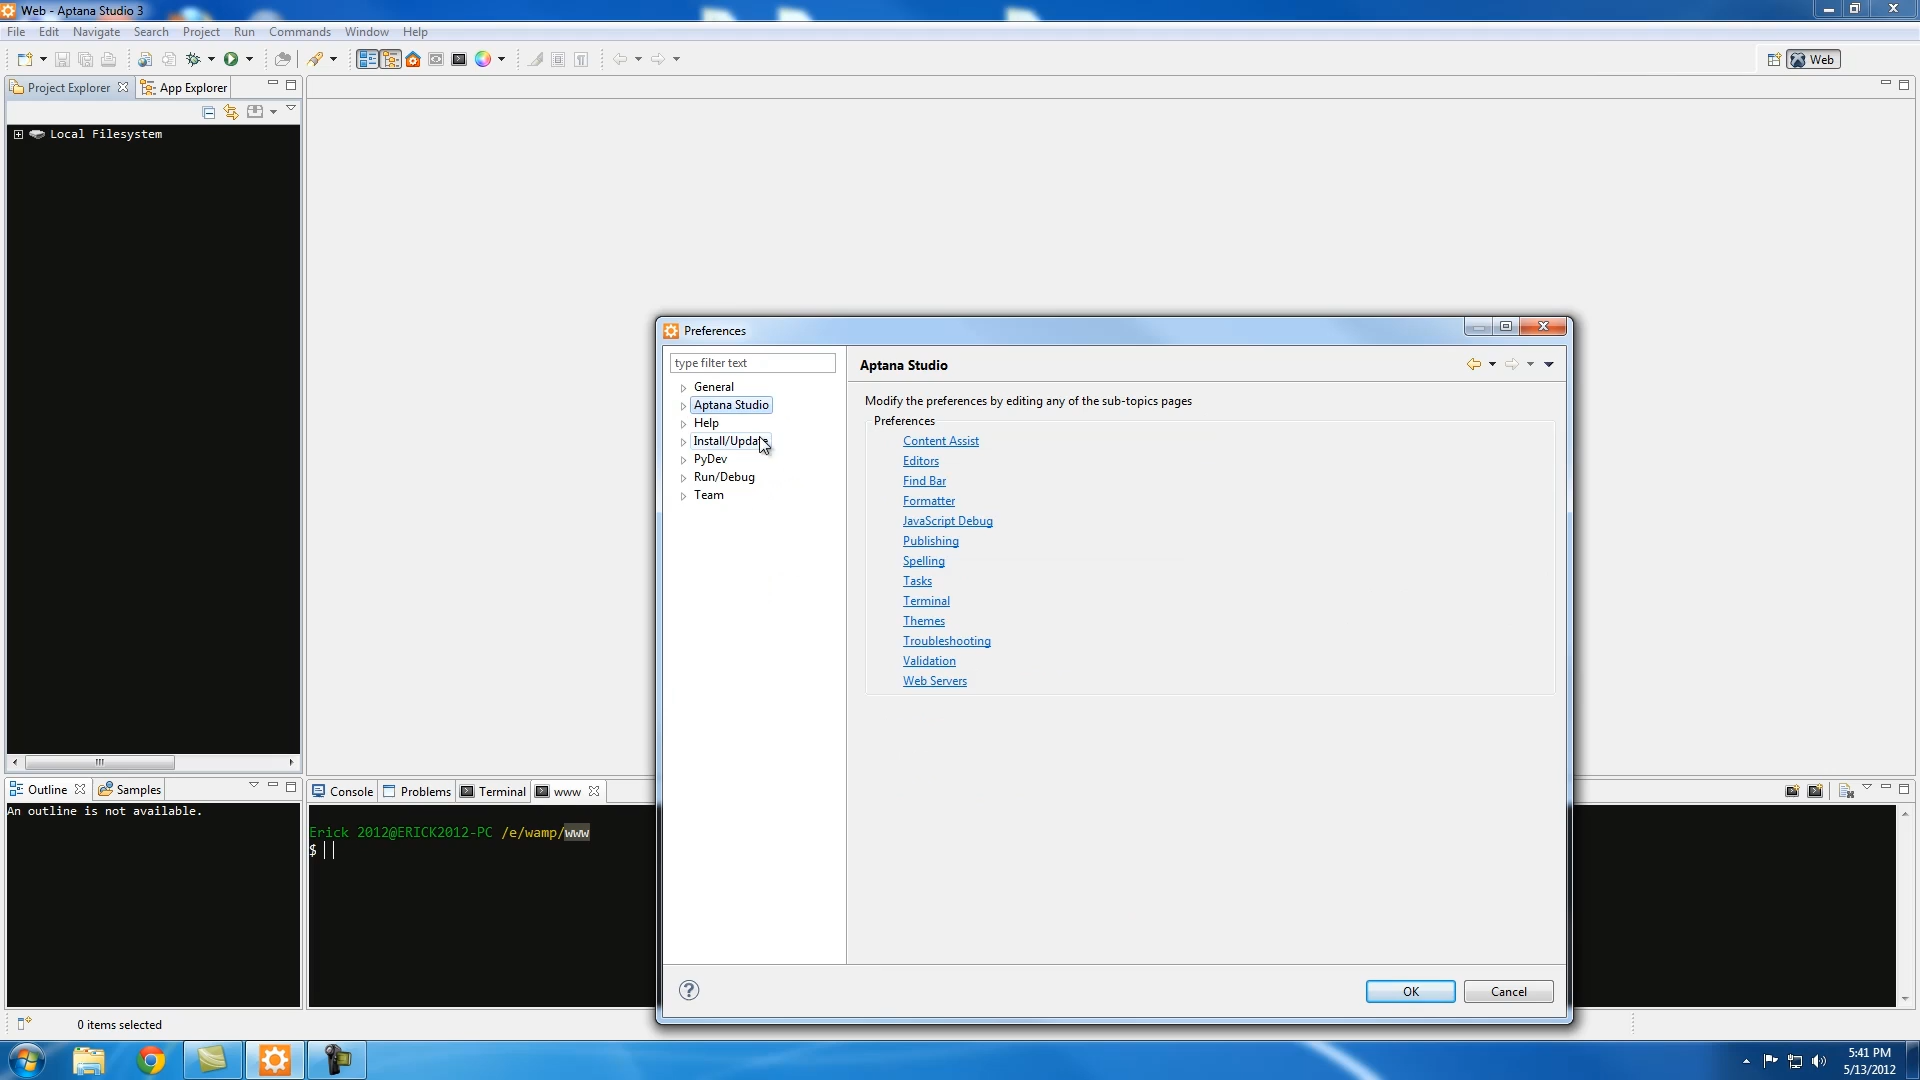 Web - Aptana Studio 3
File Edit Navigate Search Project Run Commands Window Help
Web
Project Explorer App Explorer
Local Filesystem
Preferences
type filter text
General
Aptana Studio
Help
Install/Update
PyDev
Run/Debug
Team
Aptana Studio
Modify the preferences by editing any of the sub-topics pages
Preferences
Content Assist
Editors
Find Bar
Formatter
JavaScript Debug
Publishing
Spelling
Tasks
Terminal
Themes
Troubleshooting
Validation
Web Servers
OK Cancel
Outline Samples
An outline is not available.
Console Problems Terminal www
Erick 2012@ERICK2012-PC /e/wamp/www
$
0 items selected
5:41 PM
5/13/2012